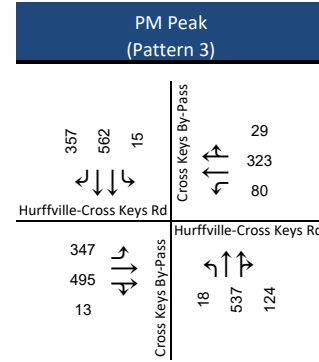 PM Peak
(Pattern 3)
357 562 15
Cross Keys By-Pass
29
323
80
Hurffville-Cross Keys Rd
Hurffville-Cross Keys Rd
347
495
13
Cross Keys By-Pass
18 537 124